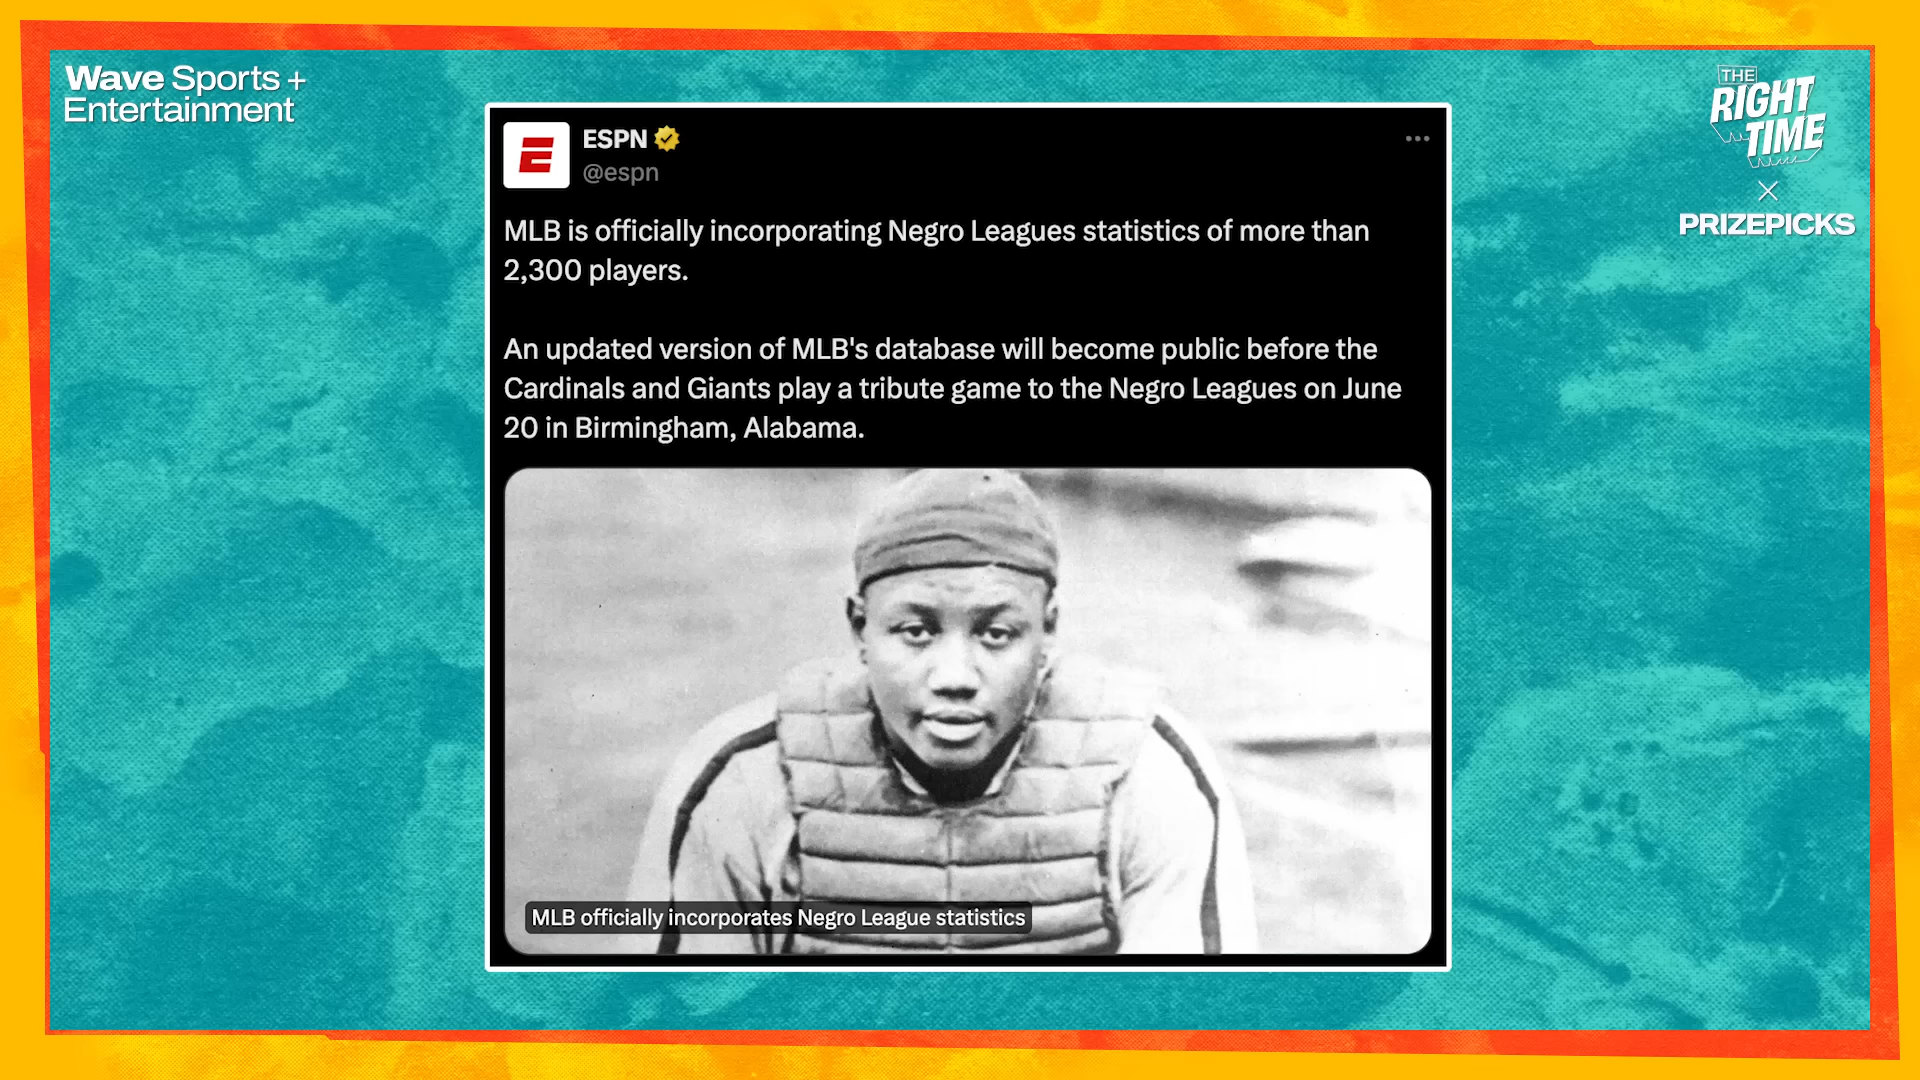 Wave Sports +
Entertainment
THE
RIGHT
TIME
×
PRIZEPICKS
E
ESPN
@espn
MLB is officially incorporating Negro Leagues statistics of more than
2,300 players.
An updated version of MLB's database will become public before the
Cardinals and Giants play a tribute game to the Negro Leagues on June
20 in Birmingham, Alabama.
MLB officially incorporates Negro League statistics